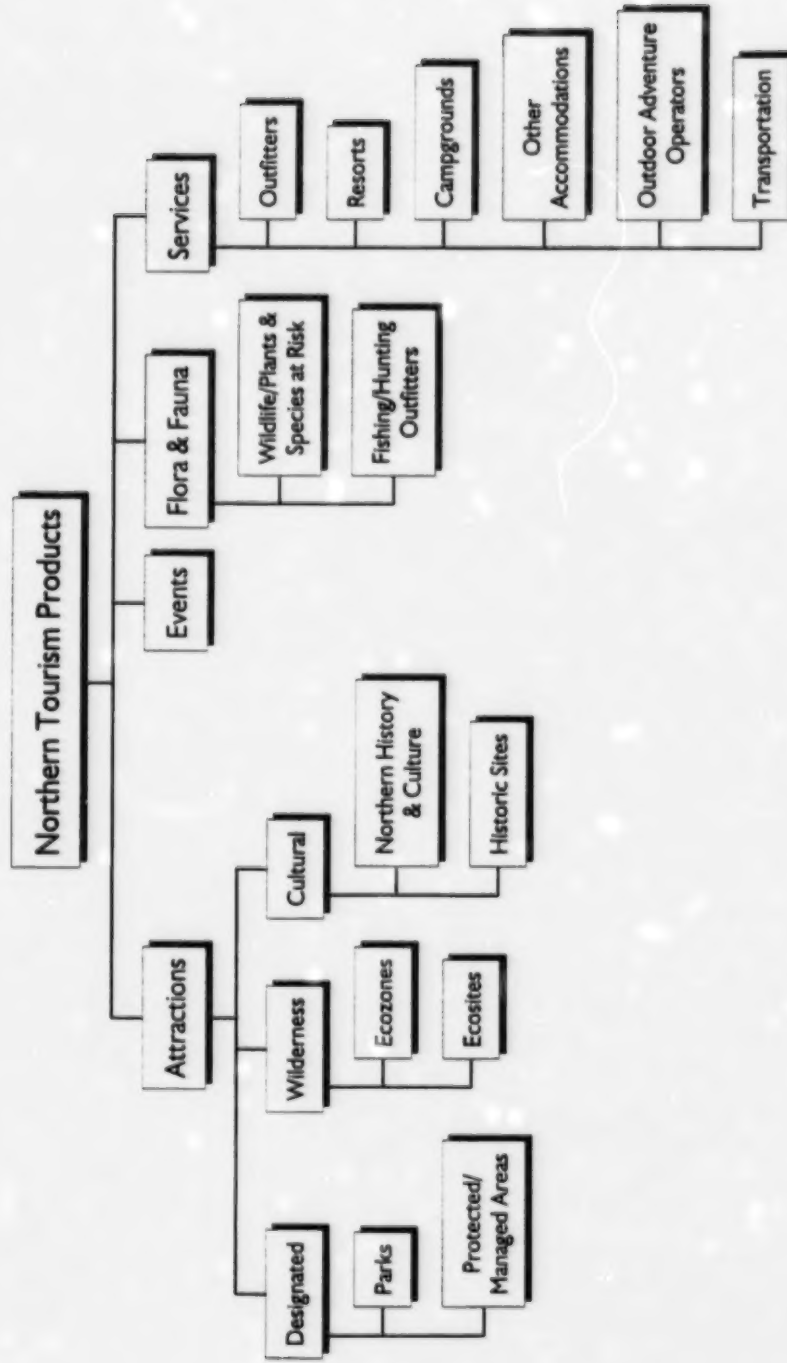 Northern Tourism Products
Attractions
Designated
Parks
Protected/
Managed Areas
Wilderness
Ecozones
Ecosites
Cultural
Northern History
& Culture
Historic Sites
Events
Flora & Fauna
Wildlife/Plants &
Species at Risk
Fishing/Hunting
Outfitters
Services
Outfitters
Resorts
Campgrounds
Other
Accommodations
Outdoor Adventure
Operators
Transportation